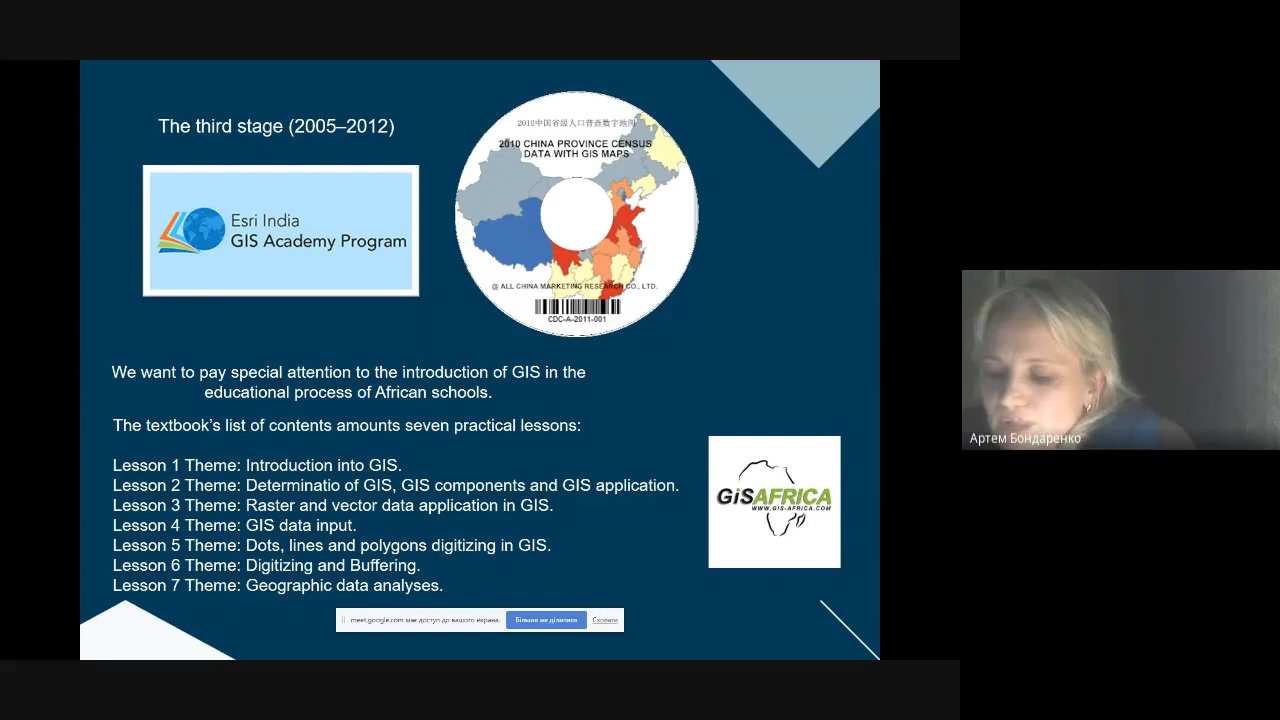 The third stage (2005–2012)
2010中国省级人口普查数字地图
2010 CHINA PROVINCE CENSUS
DATA WITH GIS MAPS
Esri India
GIS Academy Program
@ ALL CHINA MARKETING RESEARCH CO., LTD.
CDC-A-2011-001
We want to pay special attention to the introduction of GIS in the
educational process of African schools.
The textbook’s list of contents amounts seven practical lessons:
Lesson 1 Theme: Introduction into GIS.
Lesson 2 Theme: Determinatio of GIS, GIS components and GIS application.
Lesson 3 Theme: Raster and vector data application in GIS.
Lesson 4 Theme: GIS data input.
Lesson 5 Theme: Dots, lines and polygons digitizing in GIS.
Lesson 6 Theme: Digitizing and Buffering.
Lesson 7 Theme: Geographic data analyses.
GiSAFRICA
WWW.GIS-AFRICA.COM
meet.google.com має доступ до вашого екрана.
Більше не ділитися
Сховати
Артем Бондаренко